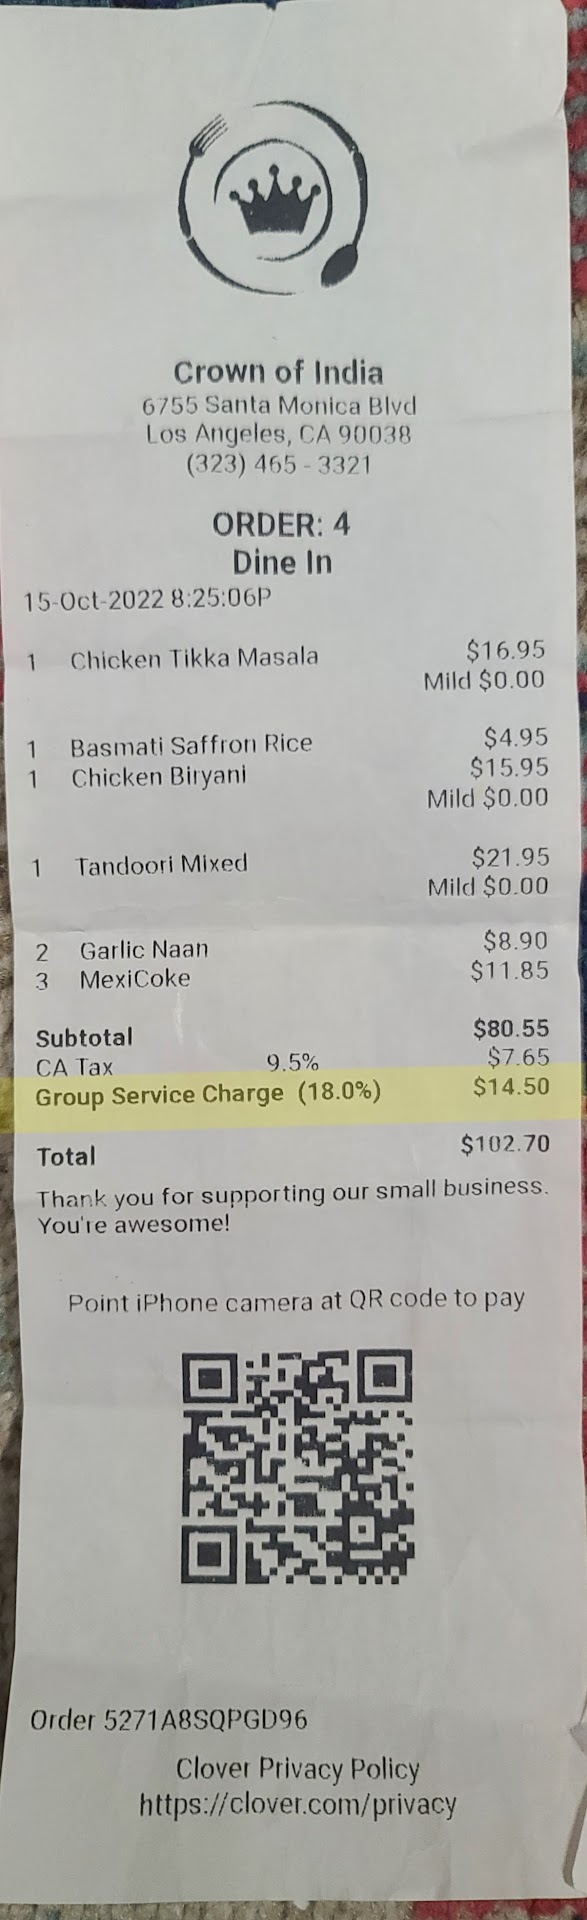 Crown of India
6755 Santa Monica Blvd
Los Angeles, CA 90038
(323) 465 - 3321
ORDER: 4
Dine In
15-Oct-2022 8:25:06P
1 Chicken Tikka Masala $16.95
Mild $0.00
1 Basmati Saffron Rice $4.95
1 Chicken Biryani $15.95
Mild $0.00
1 Tandoori Mixed $21.95
Mild $0.00
2 Garlic Naan $8.90
3 MexiCoke $11.85
Subtotal $80.55
CA Tax 9.5% $7.65
Group Service Charge (18.0%) $14.50
Total $102.70
Thank you for supporting our small business.
You're awesome!
Point iPhone camera at QR code to pay
Order 5271A8SQPGD96
Clover Privacy Policy
https://clover.com/privacy